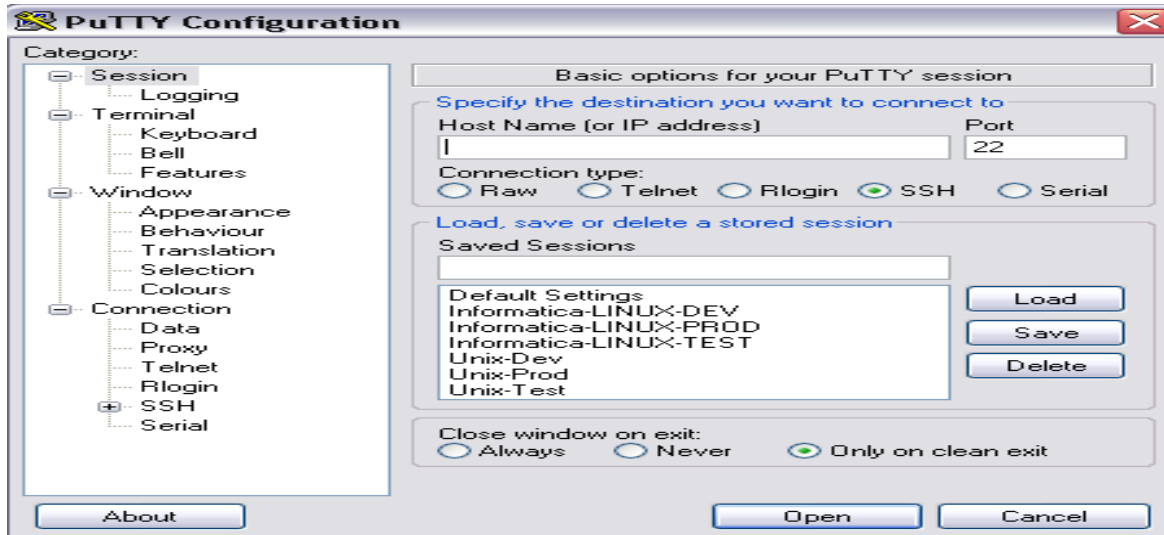 PuTTY Configuration
Category:
Session
Logging
Terminal
Keyboard
Bell
Features
Window
Appearance
Behaviour
Translation
Selection
Colours
Connection
Data
Proxy
Telnet
Rlogin
SSH
Serial
Basic options for your PuTTY session
Specify the destination you want to connect to
Host Name (or IP address) Port
22
Connection type:
Raw Telnet Rlogin SSH Serial
Load, save or delete a stored session
Saved Sessions
Default Settings
Informatica-LINUX-DEV
Informatica-LINUX-PROD
Informatica-LINUX-TEST
Unix-Dev
Unix-Prod
Unix-Test
Load
Save
Delete
Close window on exit:
Always Never Only on clean exit
About Open Cancel